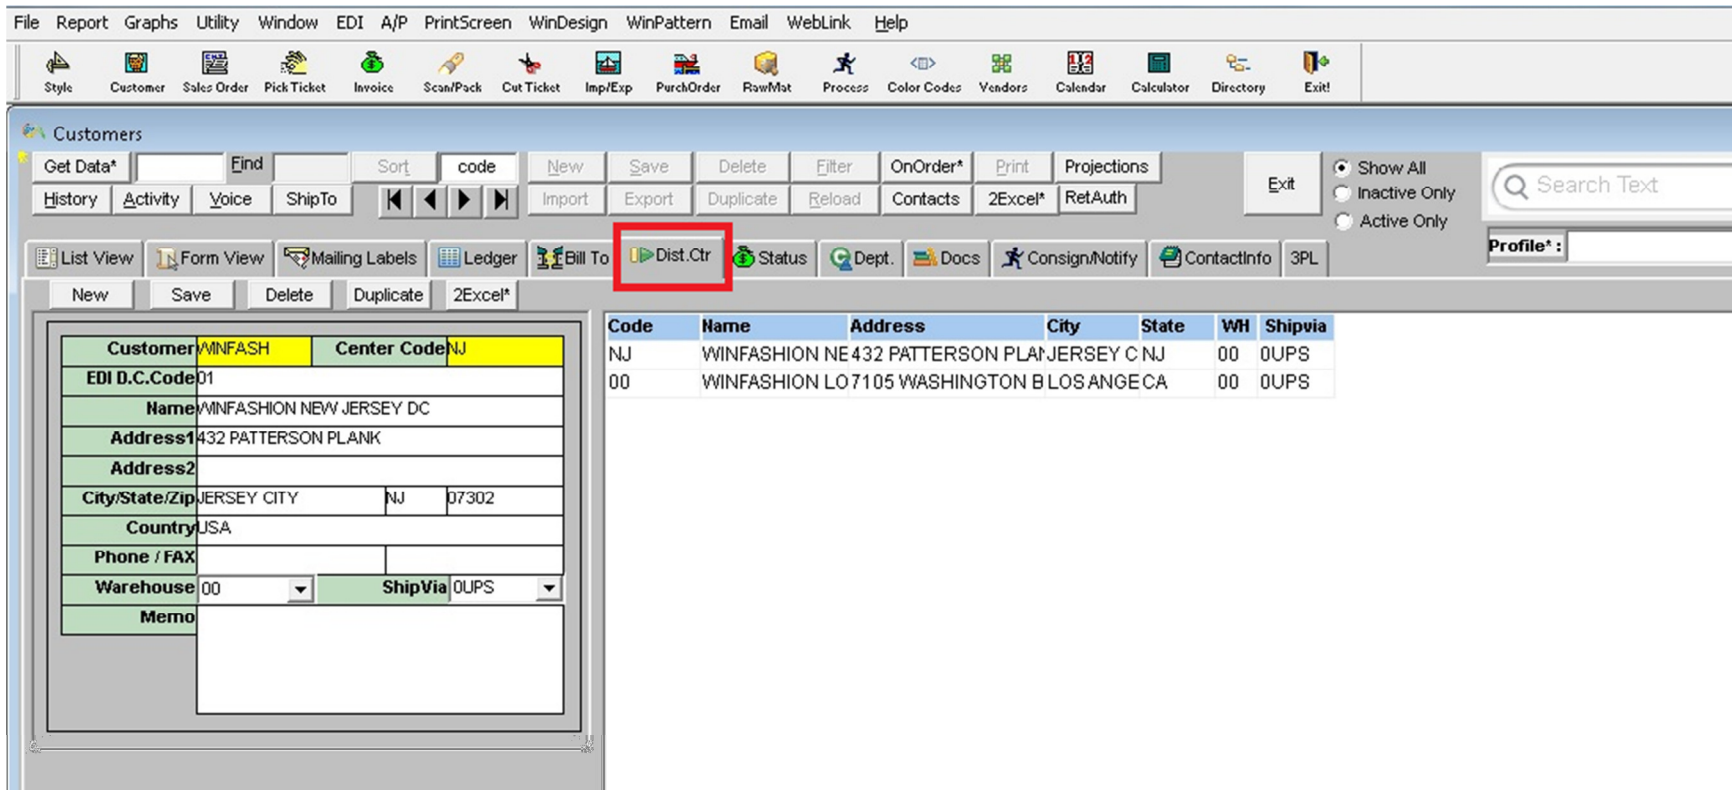 File Report Graphs Utility Window EDI A/P PrintScreen WinDesign WinPattern Email WebLink Help
Style Customer Sales Order Pick Ticket Invoice Scan/Pack Cut Ticket Imp/Exp PurchOrder RawMat Process Color Codes Vendors Calendar Calculator Directory Exit!
Customers
Get Data* Find Sort code New Save Delete Filter OnOrder* Print Projections Exit Show All
History Activity Voice ShipTo Import Export Duplicate Reload Contacts 2Excel* RetAuth Inactive Only Search Text
Active Only
List View Form View Mailing Labels Ledger Bill To Dist.Ctr Status Dept. Docs Consign/Notify ContactInfo 3PL Profile* :
New Save Delete Duplicate 2Excel*
Code Name Address City State WH Shipvia
NJ WINFASHION NE 432 PATTERSON PLAN JERSEY C NJ 00 0UPS
00 WINFASHION LO 7105 WASHINGTON B LOS ANGE CA 00 0UPS
Customer WINFASH Center Code NJ
EDI D.C.Code 01
Name WINFASHION NEW JERSEY DC
Address1 432 PATTERSON PLANK
Address2
City/State/Zip JERSEY CITY NJ 07302
Country USA
Phone / FAX
Warehouse 00 ShipVia 0UPS
Memo